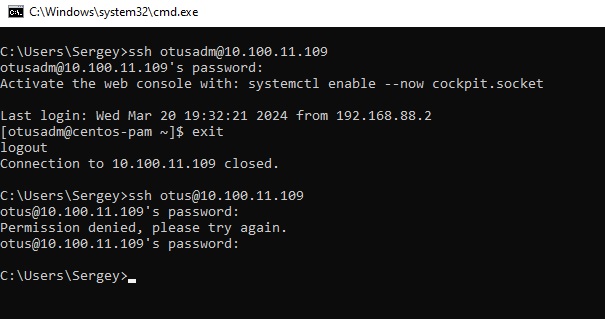 C:\Windows\system32\cmd.exe
C:\Users\Sergey>ssh otusadm@10.100.11.109
otusadm@10.100.11.109's password:
Activate the web console with: systemctl enable --now cockpit.socket
Last login: Wed Mar 20 19:32:21 2024 from 192.168.88.2
[otusadm@centos-pam ~]$ exit
logout
Connection to 10.100.11.109 closed.
C:\Users\Sergey>ssh otus@10.100.11.109
otus@10.100.11.109's password:
Permission denied, please try again.
otus@10.100.11.109's password:
C:\Users\Sergey>